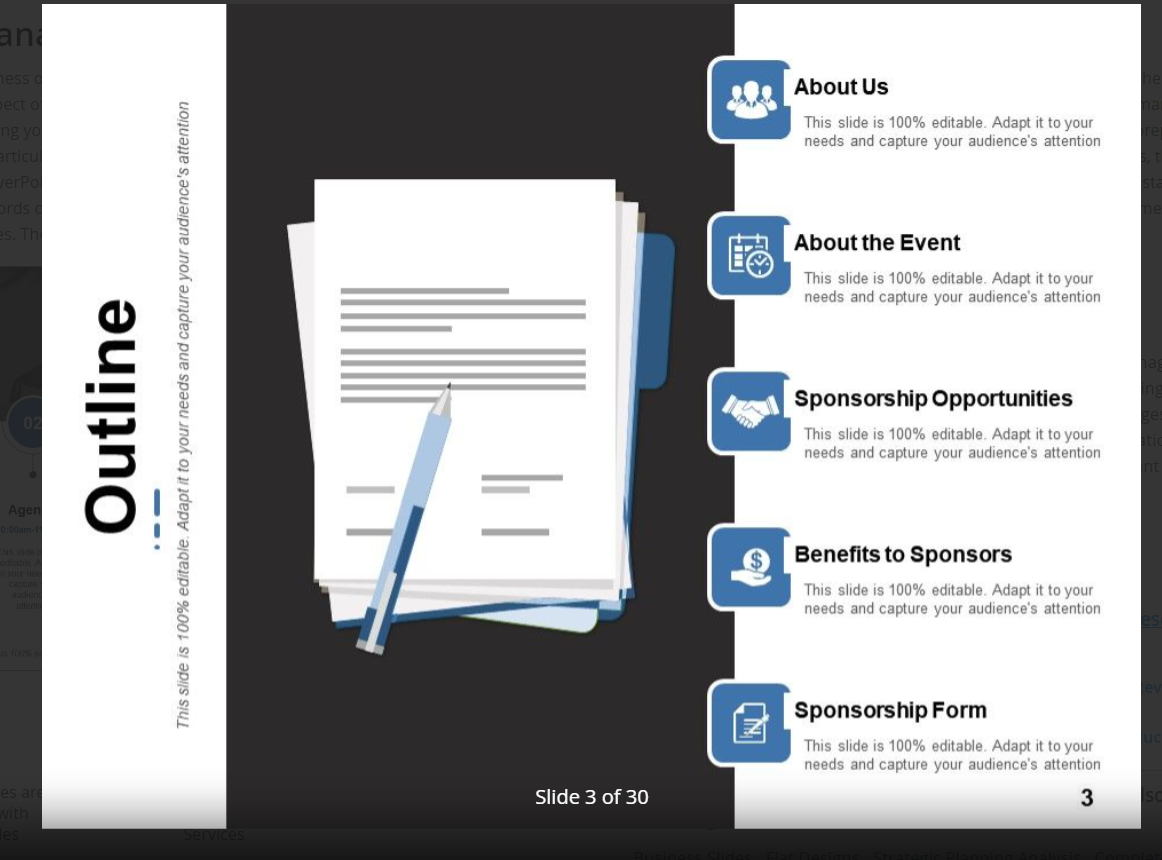 Outline
This slide is 100% editable. Adapt it to your needs and capture your audience's attention
About Us
This slide is 100% editable. Adapt it to your
needs and capture your audience's attention
About the Event
This slide is 100% editable. Adapt it to your
needs and capture your audience's attention
Sponsorship Opportunities
This slide is 100% editable. Adapt it to your
needs and capture your audience's attention
Benefits to Sponsors
This slide is 100% editable. Adapt it to your
needs and capture your audience's attention
Sponsorship Form
This slide is 100% editable. Adapt it to your
needs and capture your audience's attention
Slide 3 of 30
3
02
Services